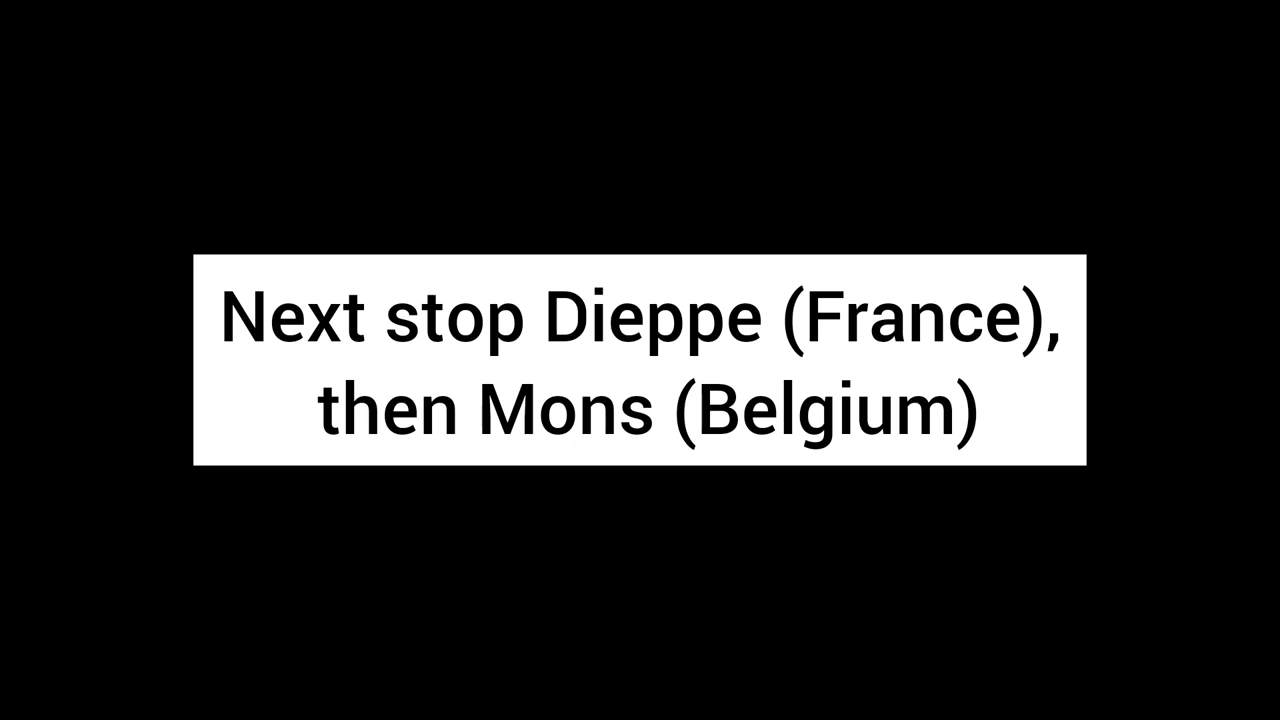 Next stop Dieppe (France),
then Mons (Belgium)